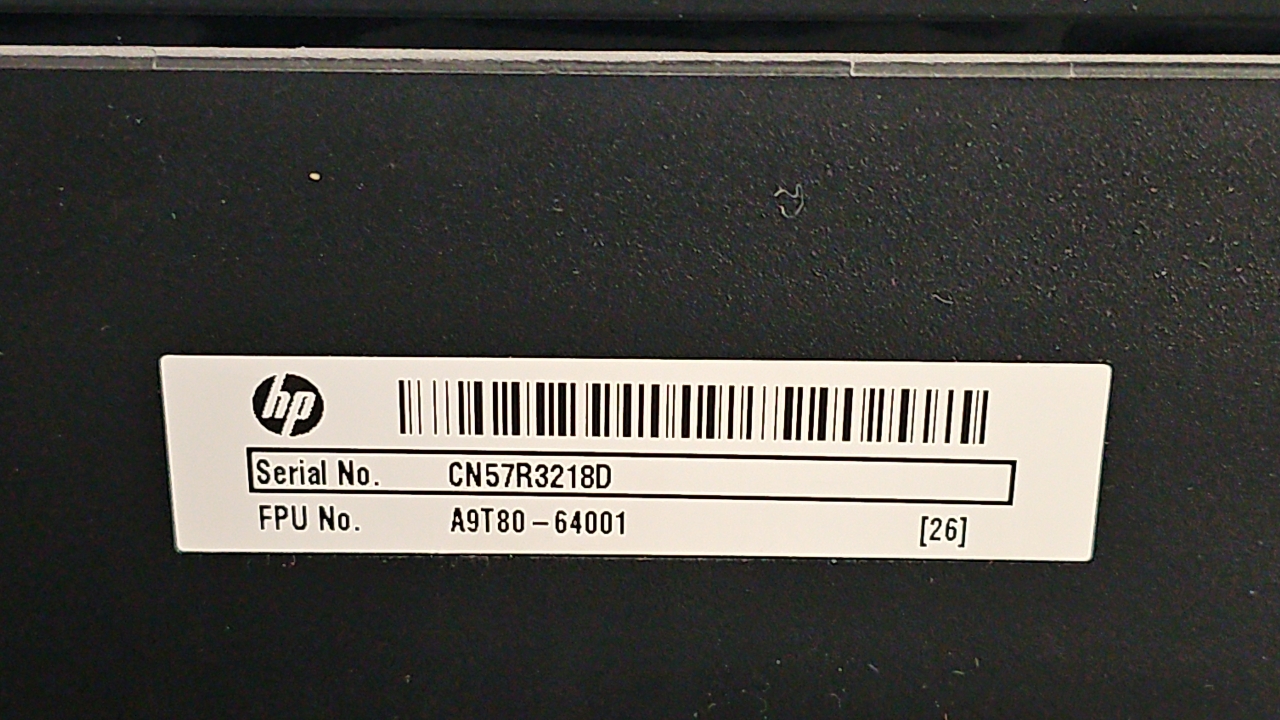 hp
Serial No. CN57R3218D
FPU No. A9T80-64001 [26]